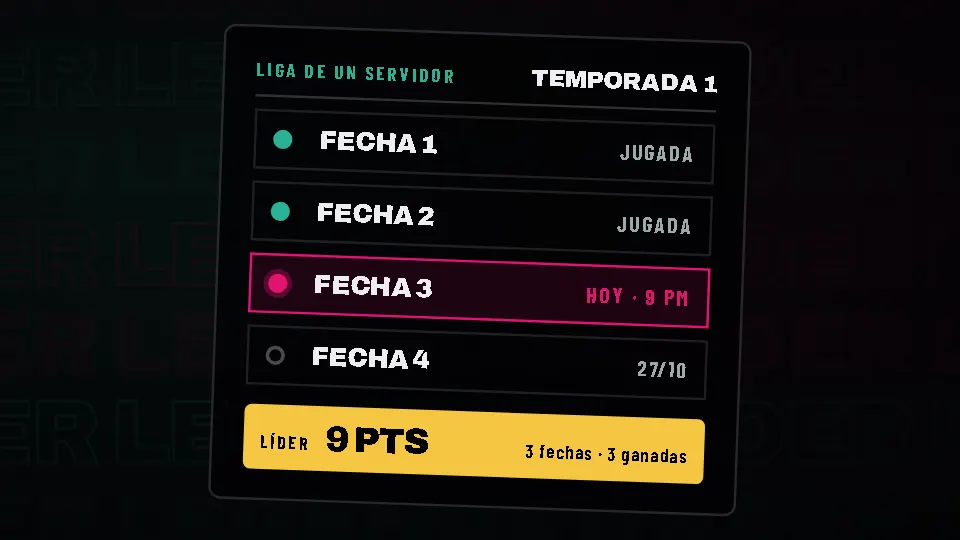 LIGA DE UN SERVIDOR
TEMPORADA 1
FECHA 1
JUGADA
FECHA 2
JUGADA
FECHA 3
HOY · 9 PM
FECHA 4
27/10
LÍDER 9 PTS
3 fechas · 3 ganadas